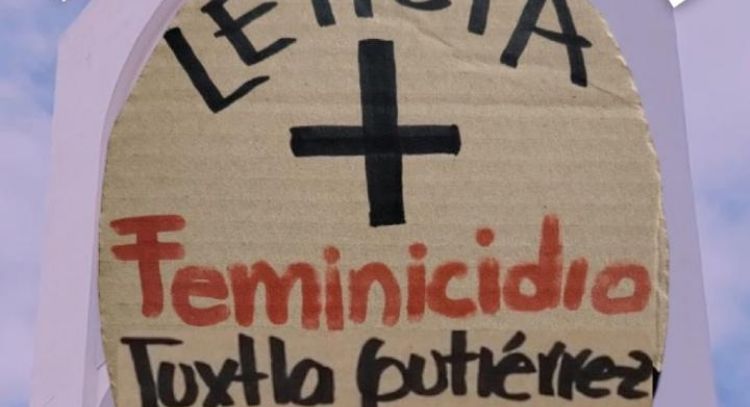 LETICIA
Feminicidio
Tuxtla Gutiérrez